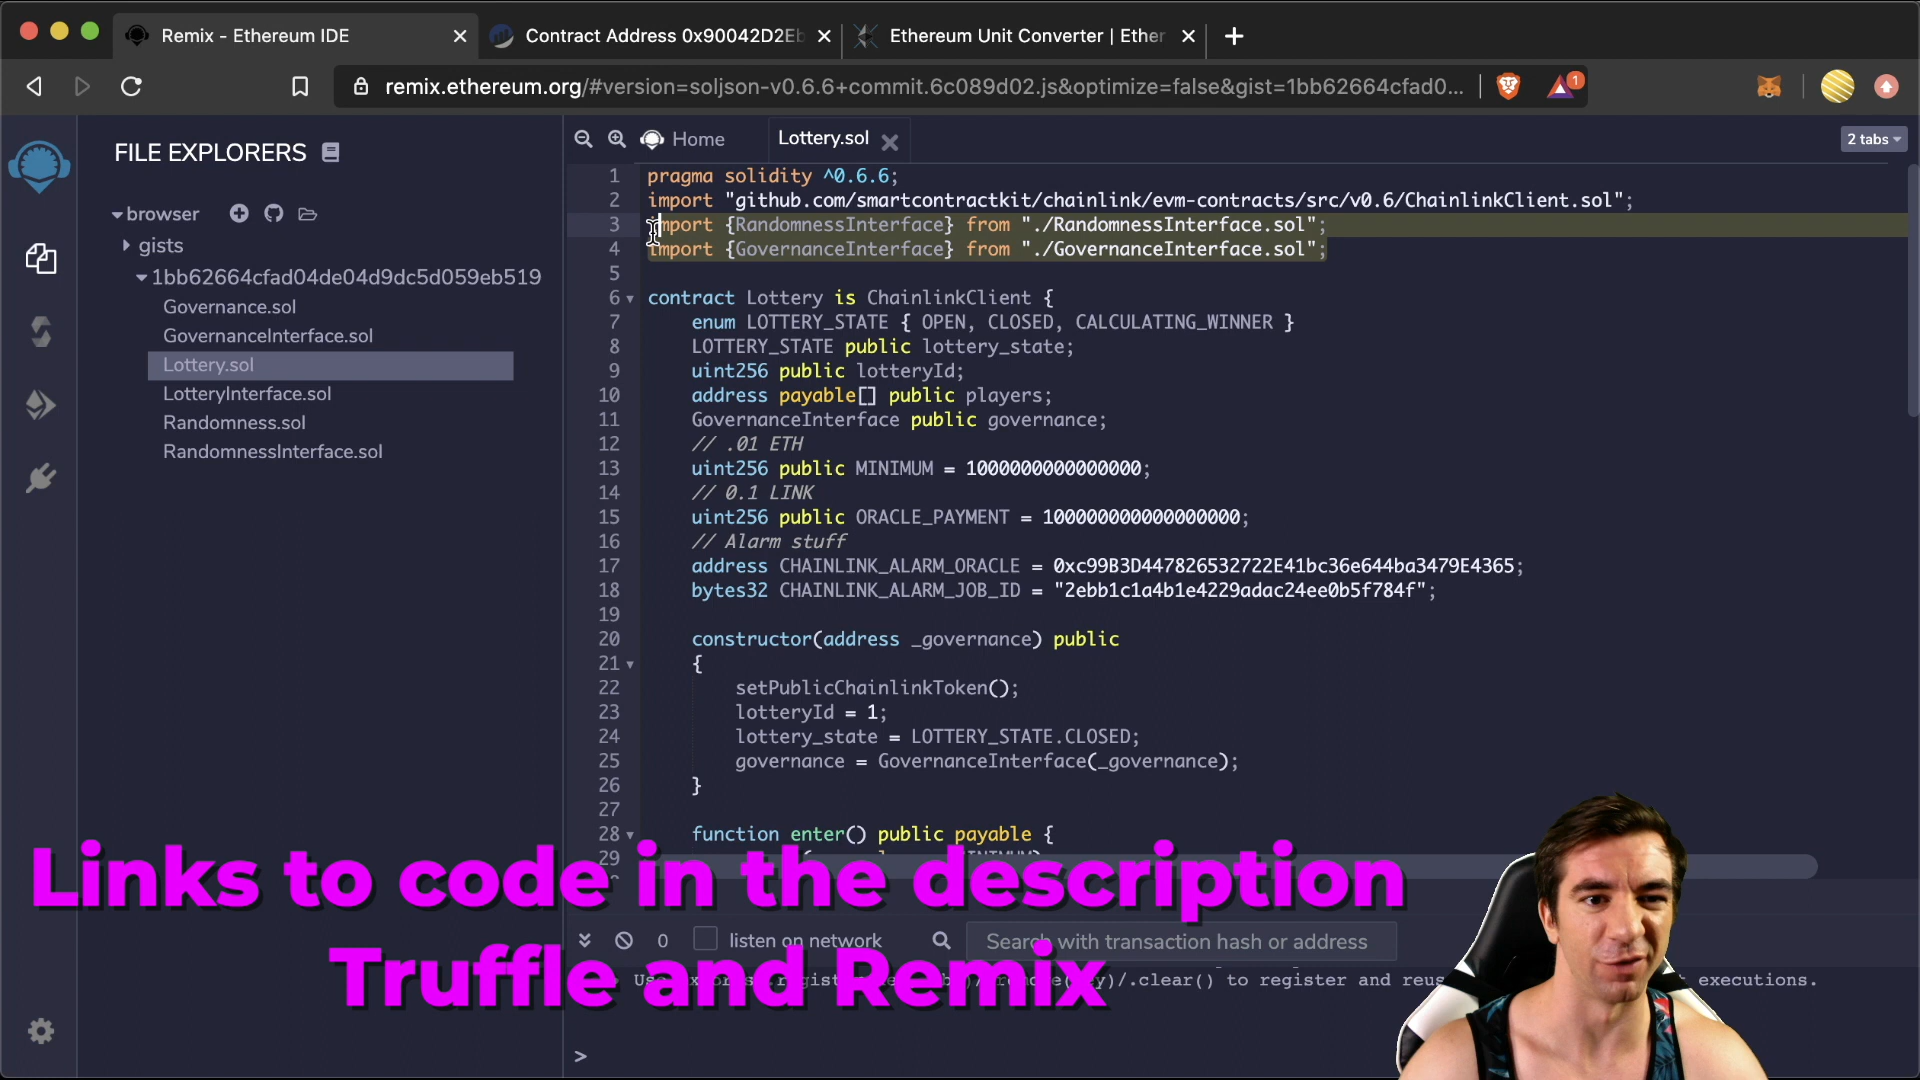 Remix - Ethereum IDE
Contract Address 0x90042D2Eb
Ethereum Unit Converter | Ether
remix.ethereum.org/#version=soljson-v0.6.6+commit.6c089d02.js&optimize=false&gist=1bb62664cfad0...
1
FILE EXPLORERS
browser
gists
1bb62664cfad04de04d9dc5d059eb519
Governance.sol
GovernanceInterface.sol
Lottery.sol
LotteryInterface.sol
Randomness.sol
RandomnessInterface.sol
Home
Lottery.sol
2 tabs
1 pragma solidity ^0.6.6;
2 import "github.com/smartcontractkit/chainlink/evm-contracts/src/v0.6/ChainlinkClient.sol";
3 import {RandomnessInterface} from "./RandomnessInterface.sol";
4 import {GovernanceInterface} from "./GovernanceInterface.sol";
5
6 contract Lottery is ChainlinkClient {
7 enum LOTTERY_STATE { OPEN, CLOSED, CALCULATING_WINNER }
8 LOTTERY_STATE public lottery_state;
9 uint256 public lotteryId;
10 address payable[] public players;
11 GovernanceInterface public governance;
12 // .01 ETH
13 uint256 public MINIMUM = 1000000000000000;
14 // 0.1 LINK
15 uint256 public ORACLE_PAYMENT = 100000000000000000;
16 // Alarm stuff
17 address CHAINLINK_ALARM_ORACLE = 0xc99B3D447826532722E41bc36e644ba3479E4365;
18 bytes32 CHAINLINK_ALARM_JOB_ID = "2ebb1c1a4b1e4229adac24ee0b5f784f";
19
20 constructor(address _governance) public
21 {
22 setPublicChainlinkToken();
23 lotteryId = 1;
24 lottery_state = LOTTERY_STATE.CLOSED;
25 governance = GovernanceInterface(_governance);
26 }
27
28 function enter() public payable {
29
Links to code in the description
Truffle and Remix
0 listen on network
Search with transaction hash or address
.clear() to register and reus
executions.
>